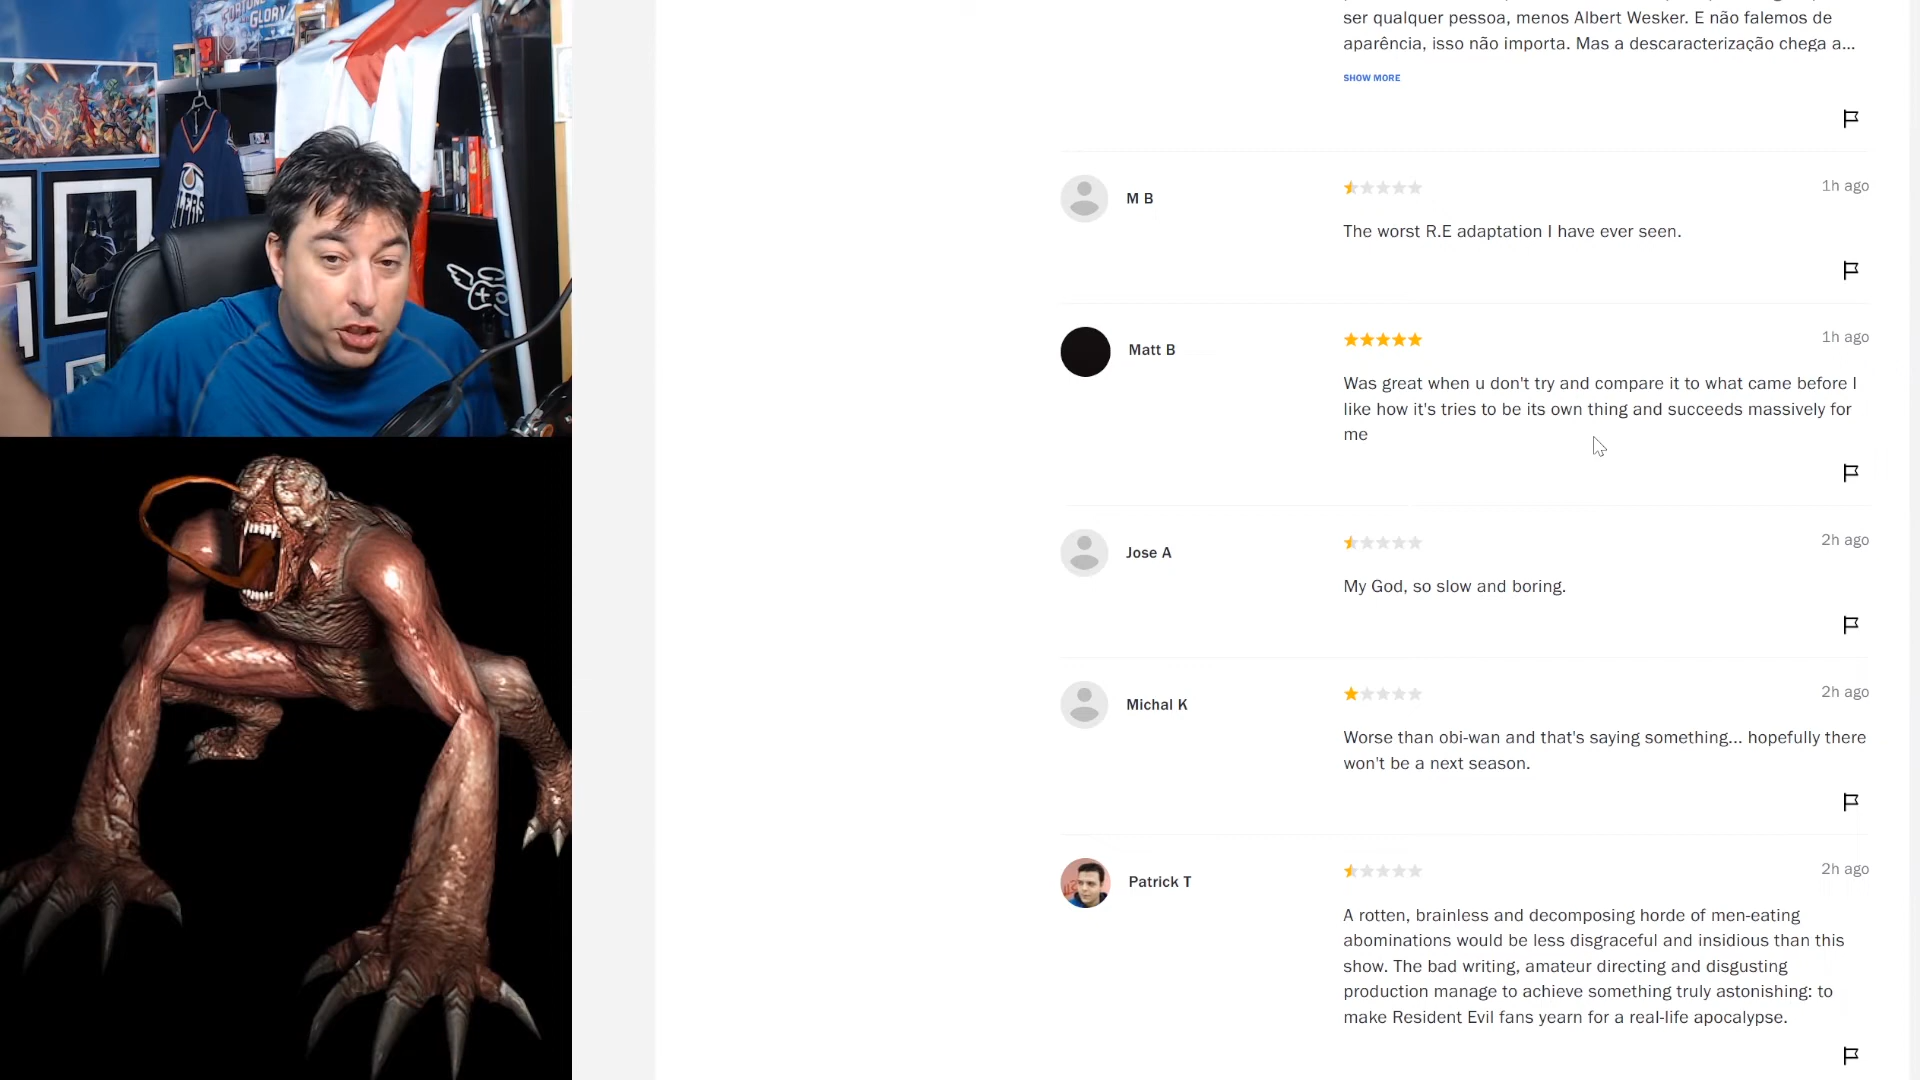 FORTUNE
GLORY
ser qualquer pessoa, menos Albert Wesker. E não falemos de
aparência, isso não importa. Mas a descaracterização chega a...
SHOW MORE
M B
1h ago
The worst R.E adaptation I have ever seen.
Matt B
1h ago
Was great when u don't try and compare it to what came before I
like how it's tries to be its own thing and succeeds massively for
me
Jose A
2h ago
My God, so slow and boring.
Michal K
2h ago
Worse than obi-wan and that's saying something... hopefully there
won't be a next season.
Patrick T
2h ago
A rotten, brainless and decomposing horde of men-eating
abominations would be less disgraceful and insidious than this
show. The bad writing, amateur directing and disgusting
production manage to achieve something truly astonishing: to
make Resident Evil fans yearn for a real-life apocalypse.